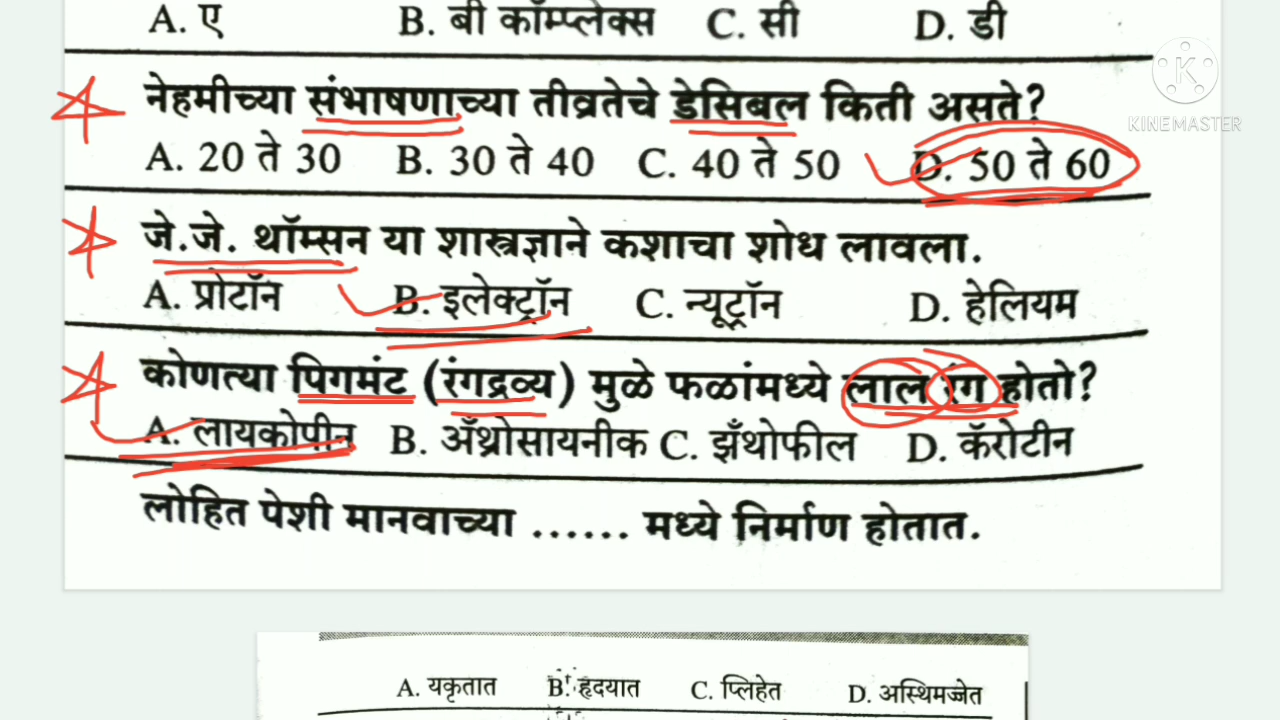 A. ए B. बी कॉम्प्लेक्स C. सी D. डी
KINEMASTER
नेहमीच्या संभाषणाच्या तीव्रतेचे डेसिबल किती असते?
A. 20 ते 30 B. 30 ते 40 C. 40 ते 50 D. 50 ते 60
जे.जे. थॉम्सन या शास्त्रज्ञाने कशाचा शोध लावला.
A. प्रोटॉन B. इलेक्ट्रॉन C. न्यूट्रॉन D. हेलियम
कोणत्या पिगमंट (रंगद्रव्य) मुळे फळांमध्ये लाल रंग होतो?
A. लायकोपीन B. अँथ्रोसायनीक C. झँथोफील D. कॅरोटीन
लोहित पेशी मानवाच्या ...... मध्ये निर्माण होतात.
A. यकृतात B. हृदयात C. प्लिहेत D. अस्थिमज्जेत